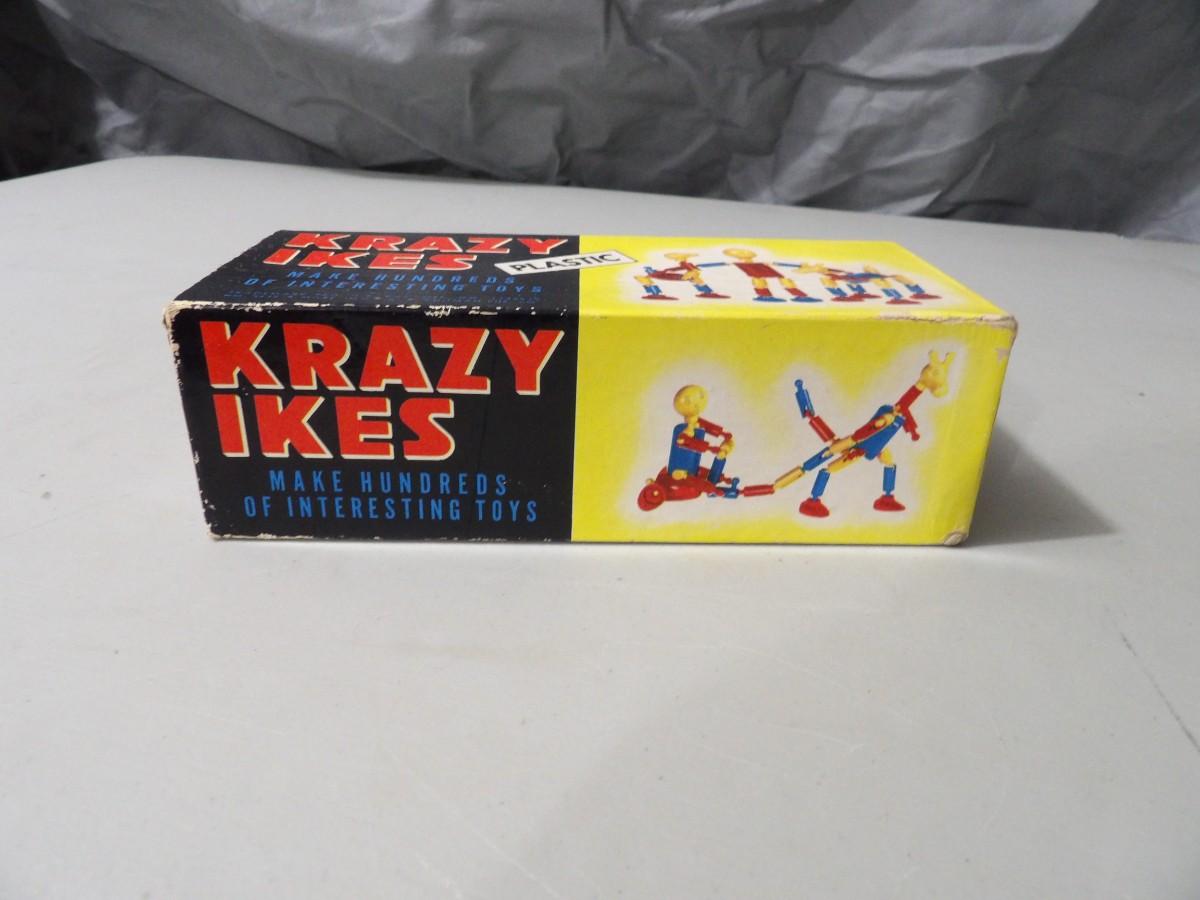 KRAZY
IKES
PLASTIC
MAKE HUNDREDS
OF INTERESTING TOYS
KRAZY
IKES
MAKE HUNDREDS
OF INTERESTING TOYS